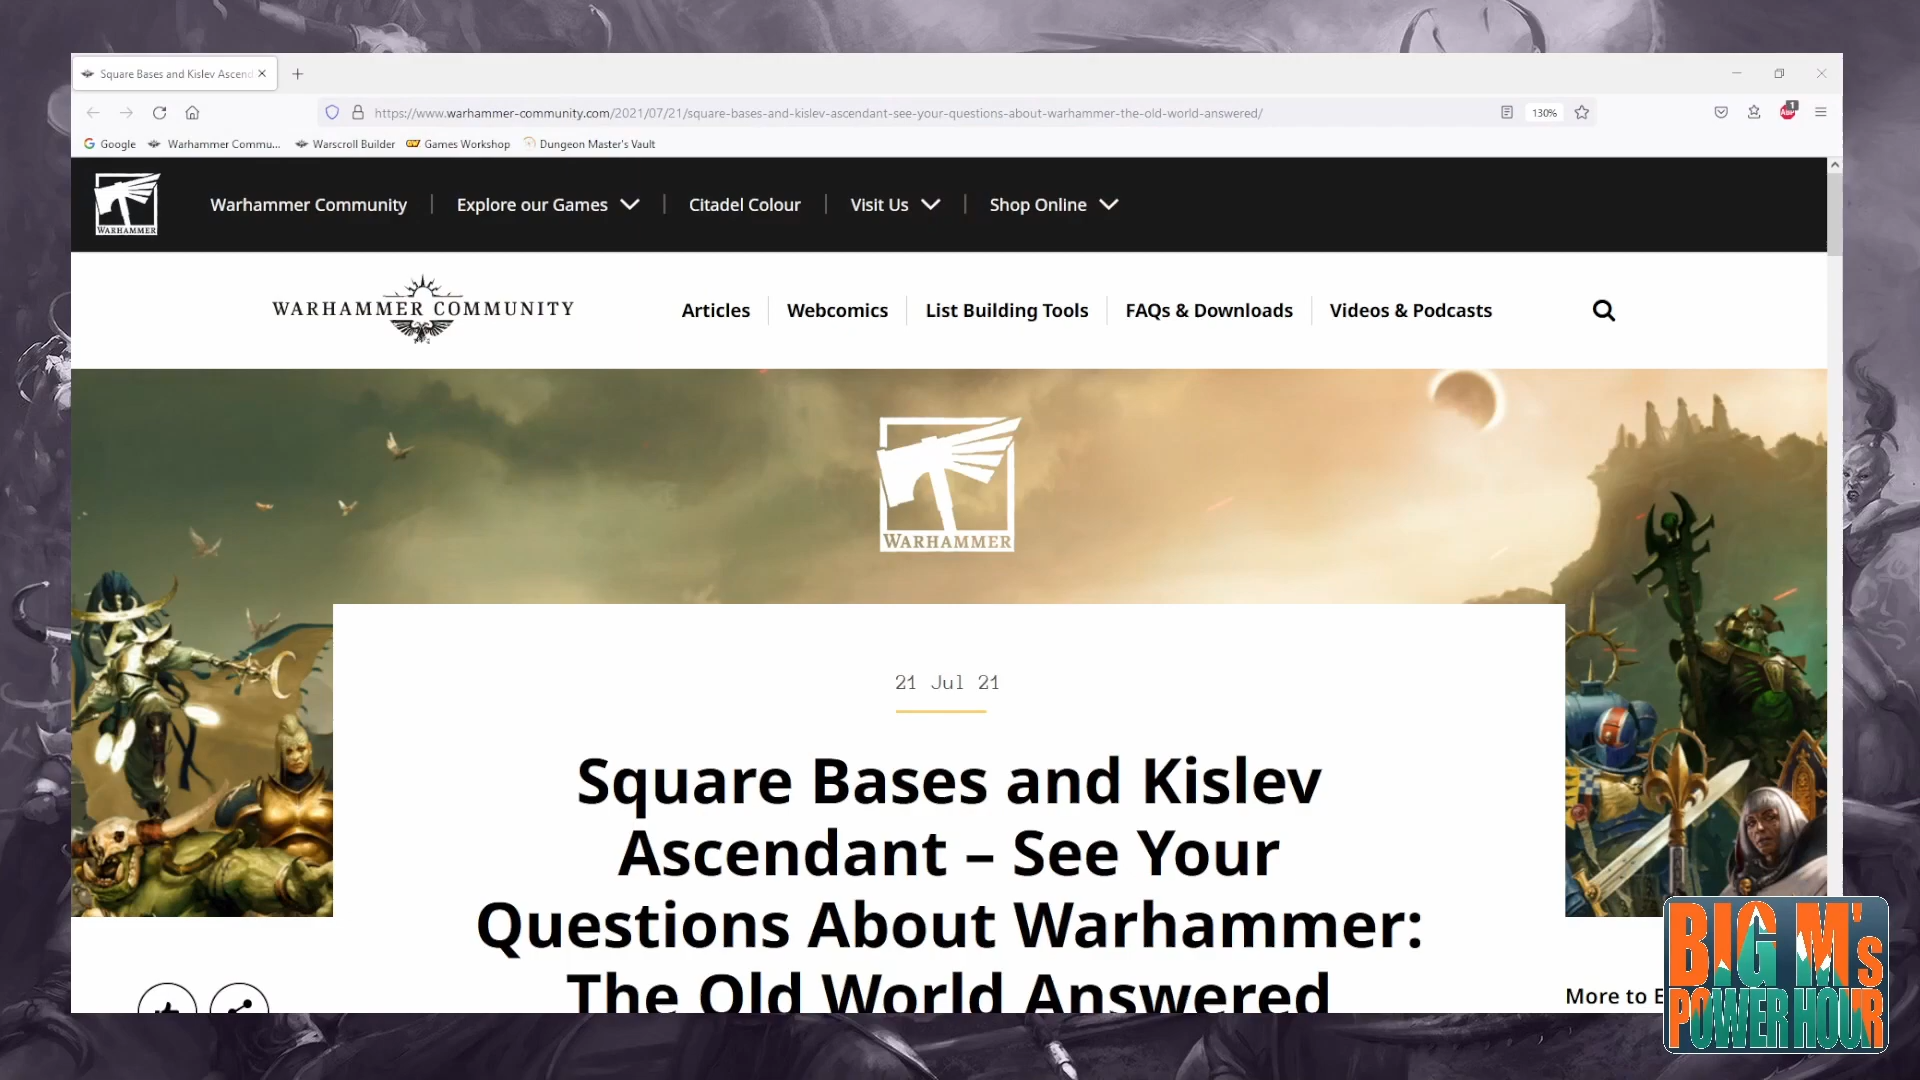 Square Bases and Kislev Ascend
https://www.warhammer-community.com/2021/07/21/square-bases-and-kislev-ascendant-see-your-questions-about-warhammer-the-old-world-answered/
130%
1
Google
Warhammer Commu...
Warscroll Builder
Games Workshop
Dungeon Master's Vault
WARHAMMER
Warhammer Community
Explore our Games
Citadel Colour
Visit Us
Shop Online
WARHAMMER COMMUNITY
Articles
Webcomics
List Building Tools
FAQs & Downloads
Videos & Podcasts
WARHAMMER
21 Jul 21
Square Bases and Kislev
Ascendant – See Your
Questions About Warhammer:
The Old World Answered
More to E
BIG M's
POWER HOUR